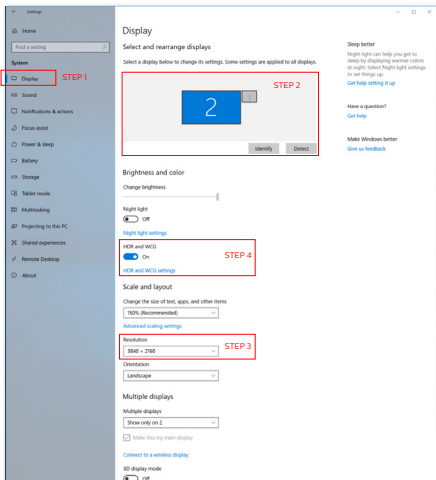 Settings
Home
Find a setting
System
Display
STEP 1
Sound
Notifications & actions
Focus assist
Power & sleep
Battery
Storage
Tablet mode
Multitasking
Projecting to this PC
Shared experiences
Remote Desktop
About
Display
Select and rearrange displays
Select a display below to change its settings. Some settings are applied to all displays.
STEP 2
2
1
Identify
Detect
Brightness and color
Change brightness
Night light
Off
Night light settings
HDR and WCG
On
STEP 4
HDR and WCG settings
Scale and layout
Change the size of text, apps, and other items
150% (Recommended)
Advanced scaling settings
Resolution
3840 × 2160
STEP 3
Orientation
Landscape
Multiple displays
Multiple displays
Show only on 2
Make this my main display
Connect to a wireless display
3D display mode
Off
Sleep better
Night light can help you get to
sleep by displaying warmer colors
at night. Select Night light settings
to set things up.
Get help setting it up
Have a question?
Get help
Make Windows better
Give us feedback